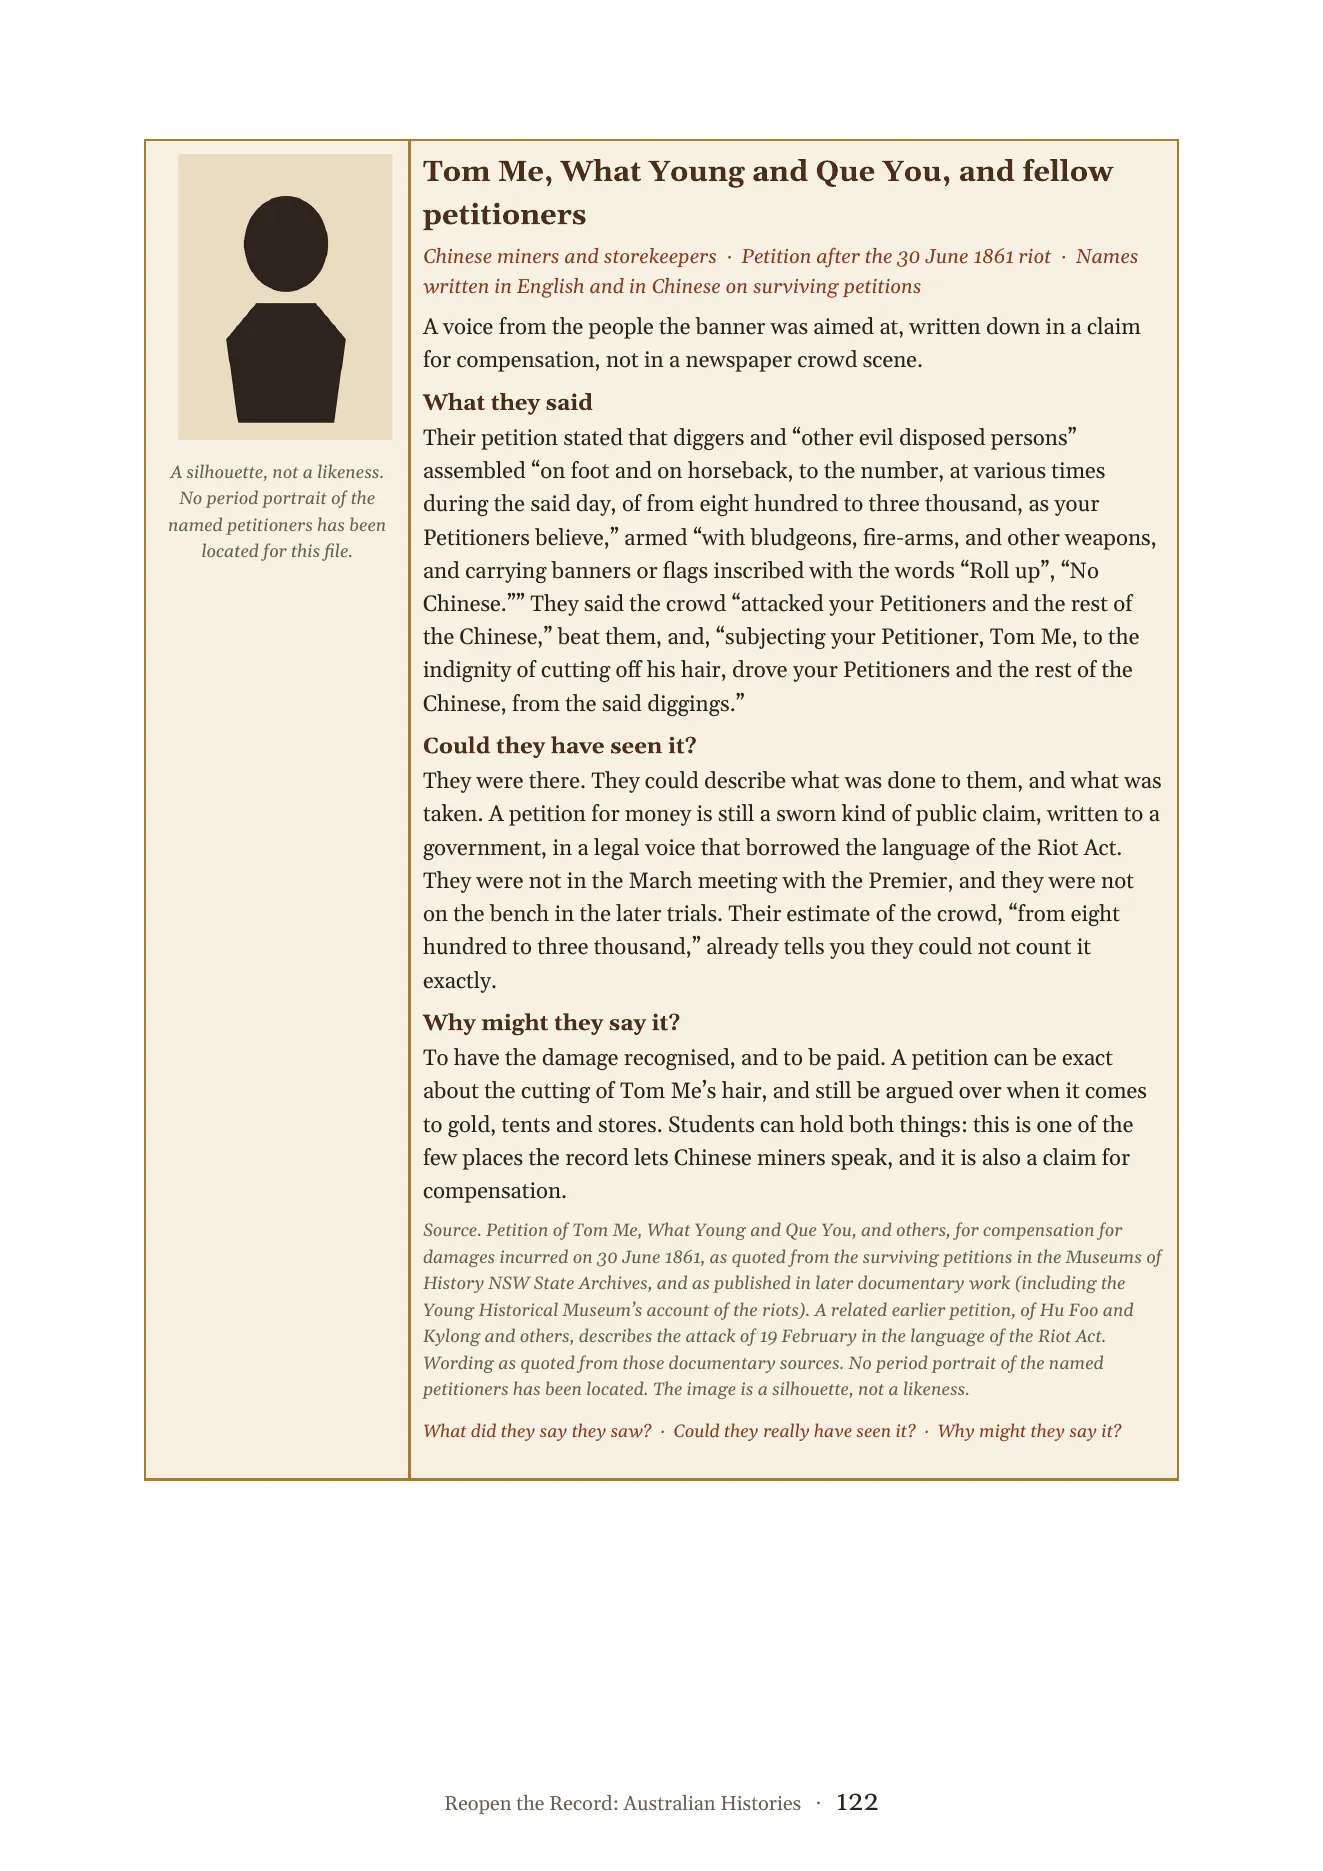 A silhouette, not a likeness.
No period portrait of the
named petitioners has been
located for this file.
Tom Me, What Young and Que You, and fellow
petitioners
Chinese miners and storekeepers · Petition after the 30 June 1861 riot · Names
written in English and in Chinese on surviving petitions
A voice from the people the banner was aimed at, written down in a claim
for compensation, not in a newspaper crowd scene.
What they said
Their petition stated that diggers and “other evil disposed persons”
assembled “on foot and on horseback, to the number, at various times
during the said day, of from eight hundred to three thousand, as your
Petitioners believe,” armed “with bludgeons, fire-arms, and other weapons,
and carrying banners or flags inscribed with the words “Roll up”, “No
Chinese.”” They said the crowd “attacked your Petitioners and the rest of
the Chinese,” beat them, and, “subjecting your Petitioner, Tom Me, to the
indignity of cutting off his hair, drove your Petitioners and the rest of the
Chinese, from the said diggings.”
Could they have seen it?
They were there. They could describe what was done to them, and what was
taken. A petition for money is still a sworn kind of public claim, written to a
government, in a legal voice that borrowed the language of the Riot Act.
They were not in the March meeting with the Premier, and they were not
on the bench in the later trials. Their estimate of the crowd, “from eight
hundred to three thousand,” already tells you they could not count it
exactly.
Why might they say it?
To have the damage recognised, and to be paid. A petition can be exact
about the cutting of Tom Me’s hair, and still be argued over when it comes
to gold, tents and stores. Students can hold both things: this is one of the
few places the record lets Chinese miners speak, and it is also a claim for
compensation.
Source. Petition of Tom Me, What Young and Que You, and others, for compensation for
damages incurred on 30 June 1861, as quoted from the surviving petitions in the Museums of
History NSW State Archives, and as published in later documentary work (including the
Young Historical Museum’s account of the riots). A related earlier petition, of Hu Foo and
Kylong and others, describes the attack of 19 February in the language of the Riot Act.
Wording as quoted from those documentary sources. No period portrait of the named
petitioners has been located. The image is a silhouette, not a likeness.
What did they say they saw? · Could they really have seen it? · Why might they say it?
Reopen the Record: Australian Histories · 122